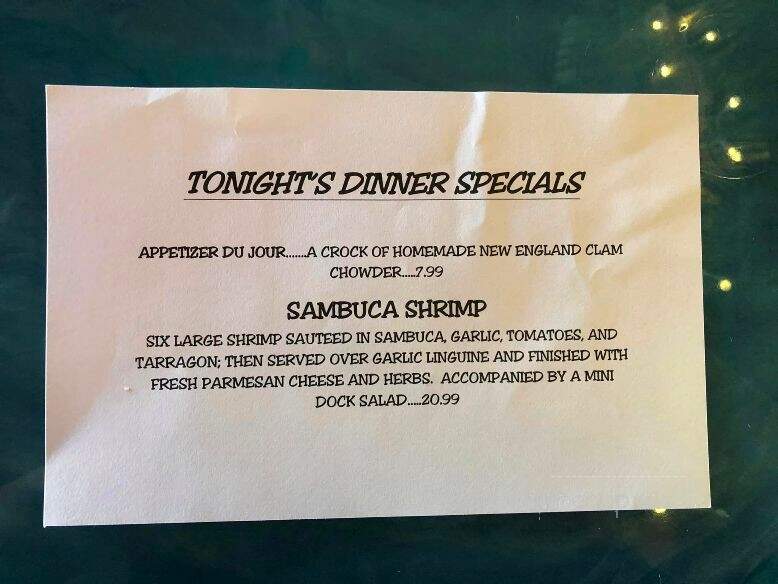 TONIGHT'S DINNER SPECIALS
APPETIZER DU JOUR.......A CROCK OF HOMEMADE NEW ENGLAND CLAM
CHOWDER.....7.99
SAMBUCA SHRIMP
SIX LARGE SHRIMP SAUTEED IN SAMBUCA, GARLIC, TOMATOES, AND
TARRAGON; THEN SERVED OVER GARLIC LINGUINE AND FINISHED WITH
FRESH PARMESAN CHEESE AND HERBS. ACCOMPANIED BY A MINI
DOCK SALAD.....20.99